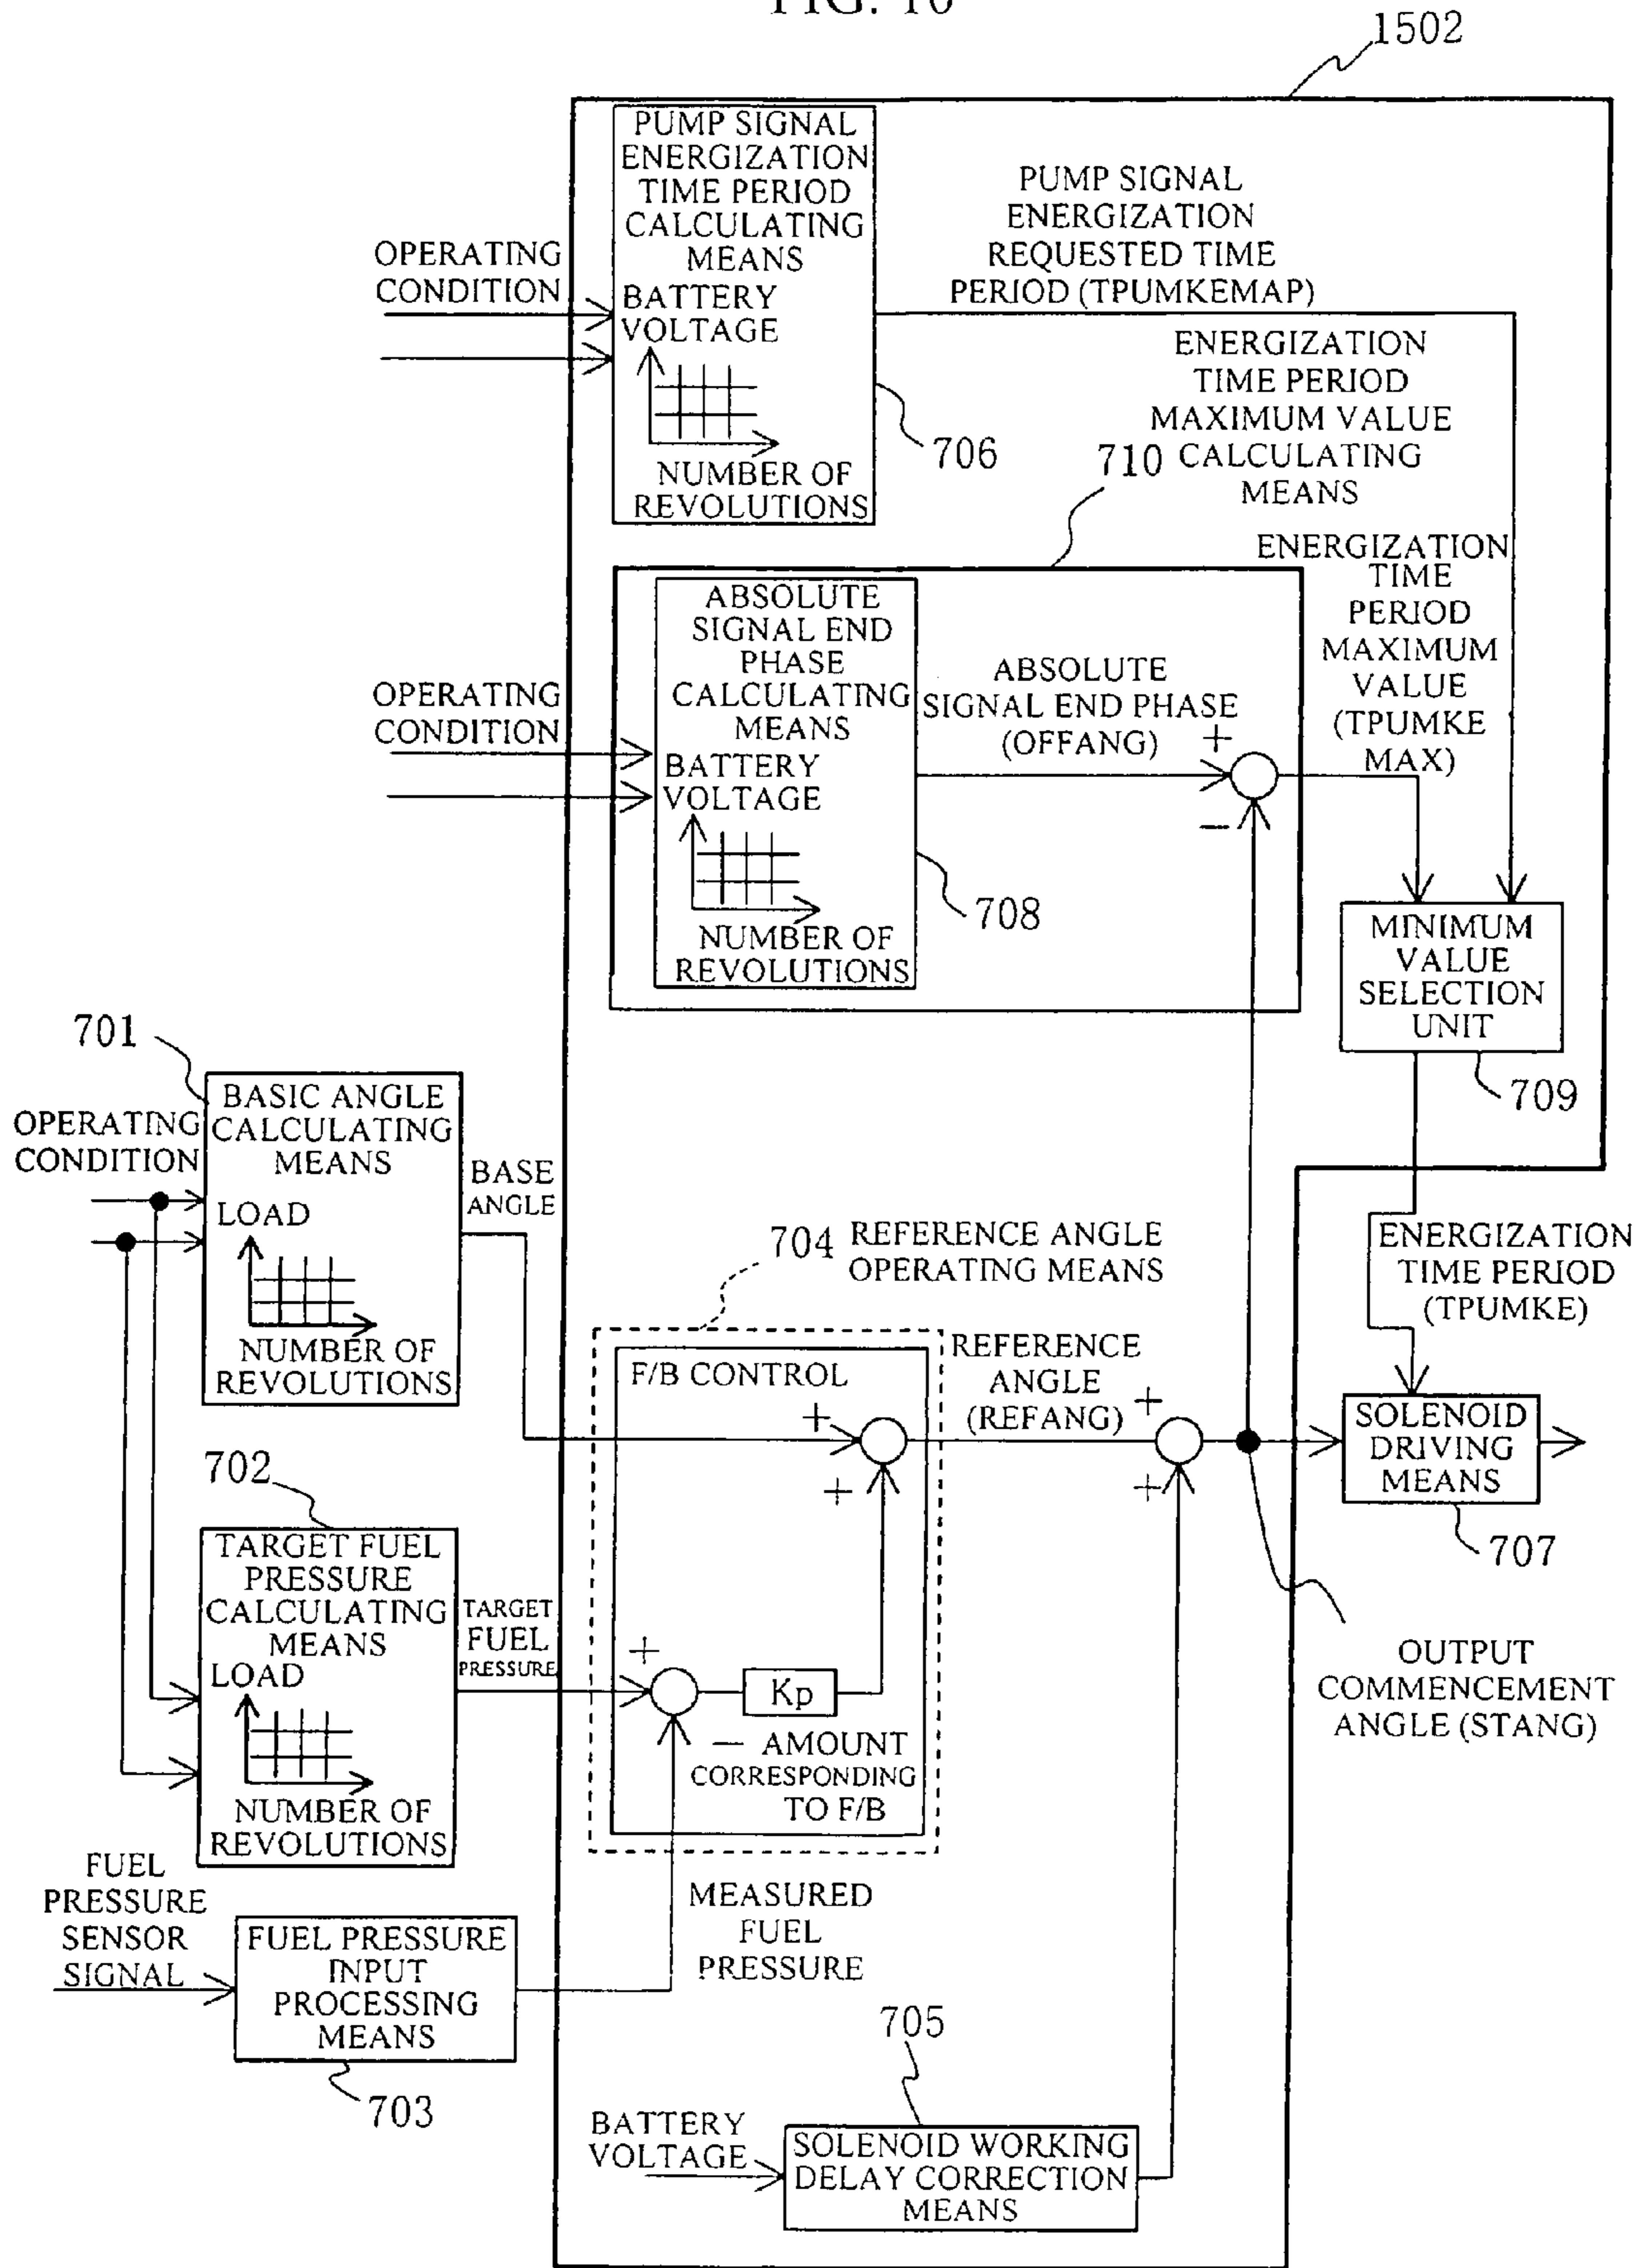 1502
PUMP SIGNAL
ENERGIZATION
TIME PERIOD
CALCULATING
MEANS
OPERATING
CONDITION
BATTERY
VOLTAGE
NUMBER OF
REVOLUTIONS
706
PUMP SIGNAL
ENERGIZATION
REQUESTED TIME
PERIOD (TPUMKEMAP)
ENERGIZATION
TIME PERIOD
MAXIMUM VALUE
CALCULATING
MEANS
710
ENERGIZATION
TIME
PERIOD
MAXIMUM
VALUE
(TPUMKE
MAX)
ABSOLUTE
SIGNAL END
PHASE
CALCULATING
MEANS
OPERATING
CONDITION
BATTERY
VOLTAGE
NUMBER OF
REVOLUTIONS
708
ABSOLUTE
SIGNAL END PHASE
(OFFANG)
+
−
MINIMUM
VALUE
SELECTION
UNIT
709
701
BASIC ANGLE
CALCULATING
MEANS
OPERATING
CONDITION
LOAD
NUMBER OF
REVOLUTIONS
BASE
ANGLE
704
REFERENCE ANGLE
OPERATING MEANS
ENERGIZATION
TIME PERIOD
(TPUMKE)
F/B CONTROL
+
+
REFERENCE
ANGLE
(REFANG)
+
+
SOLENOID
DRIVING
MEANS
707
702
TARGET FUEL
PRESSURE
CALCULATING
MEANS
LOAD
NUMBER OF
REVOLUTIONS
TARGET
FUEL
PRESSURE
+
Kp
− AMOUNT
CORRESPONDING
TO F/B
OUTPUT
COMMENCEMENT
ANGLE (STANG)
FUEL
PRESSURE
SENSOR
SIGNAL
FUEL PRESSURE
INPUT
PROCESSING
MEANS
703
MEASURED
FUEL
PRESSURE
705
BATTERY
VOLTAGE
SOLENOID WORKING
DELAY CORRECTION
MEANS